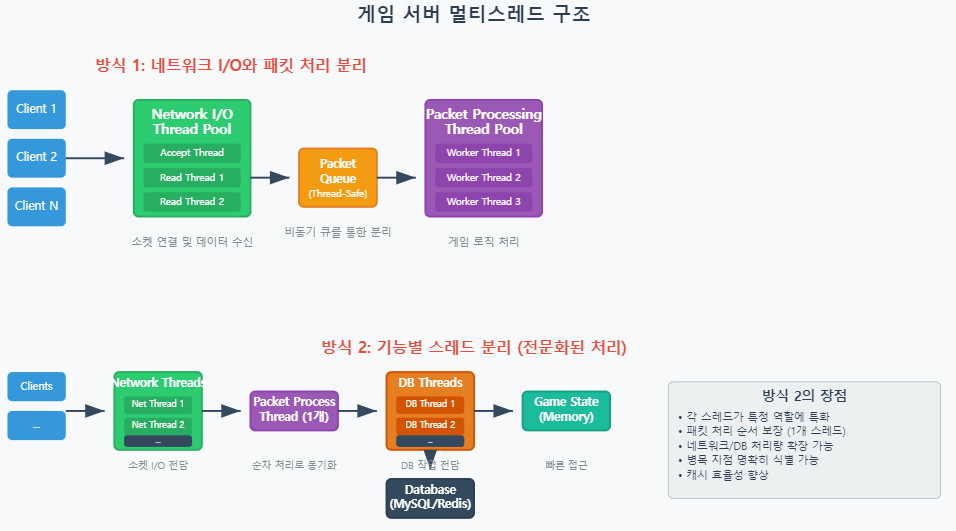 게임 서버 멀티스레드 구조
방식 1: 네트워크 I/O와 패킷 처리 분리
Client 1
Client 2
Client N
Network I/O
Thread Pool
Accept Thread
Read Thread 1
Read Thread 2
소켓 연결 및 데이터 수신
Packet
Queue
(Thread-Safe)
비동기 큐를 통한 분리
Packet Processing
Thread Pool
Worker Thread 1
Worker Thread 2
Worker Thread 3
게임 로직 처리
방식 2: 기능별 스레드 분리 (전문화된 처리)
Clients
...
Network Threads
Net Thread 1
Net Thread 2
...
소켓 I/O 전담
Packet Process
Thread (1개)
순차 처리로 동기화
DB Threads
DB Thread 1
DB Thread 2
...
DB 작업 전담
Database
(MySQL/Redis)
Game State
(Memory)
빠른 접근
방식 2의 장점
• 각 스레드가 특정 역할에 특화
• 패킷 처리 순서 보장 (1개 스레드)
• 네트워크/DB 처리량 확장 가능
• 병목 지점 명확히 식별 가능
• 캐시 효율성 향상